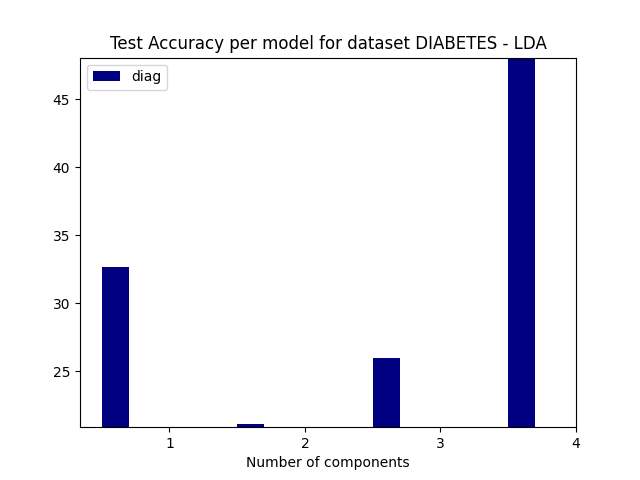 Test Accuracy per model for dataset DIABETES - LDA
diag
45
40
35
30
25
1 2 3 4
Number of components